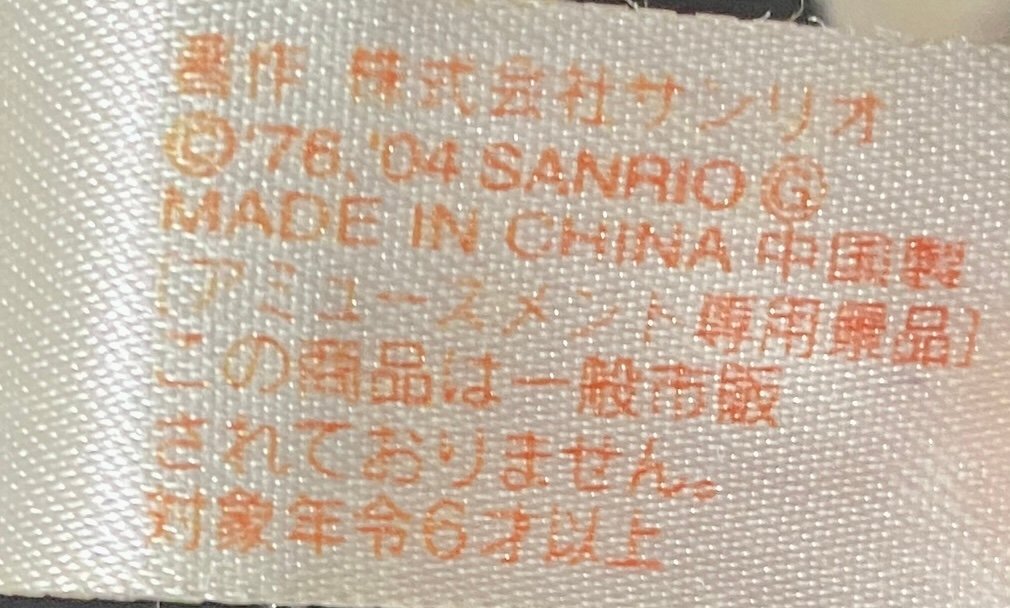 著作 株式会社サンリオ
©'76, '04 SANRIO Ⓖ
MADE IN CHINA 中国製
[アミューズメント専用景品]
この商品は一般市販
されておりません。
対象年令6才以上